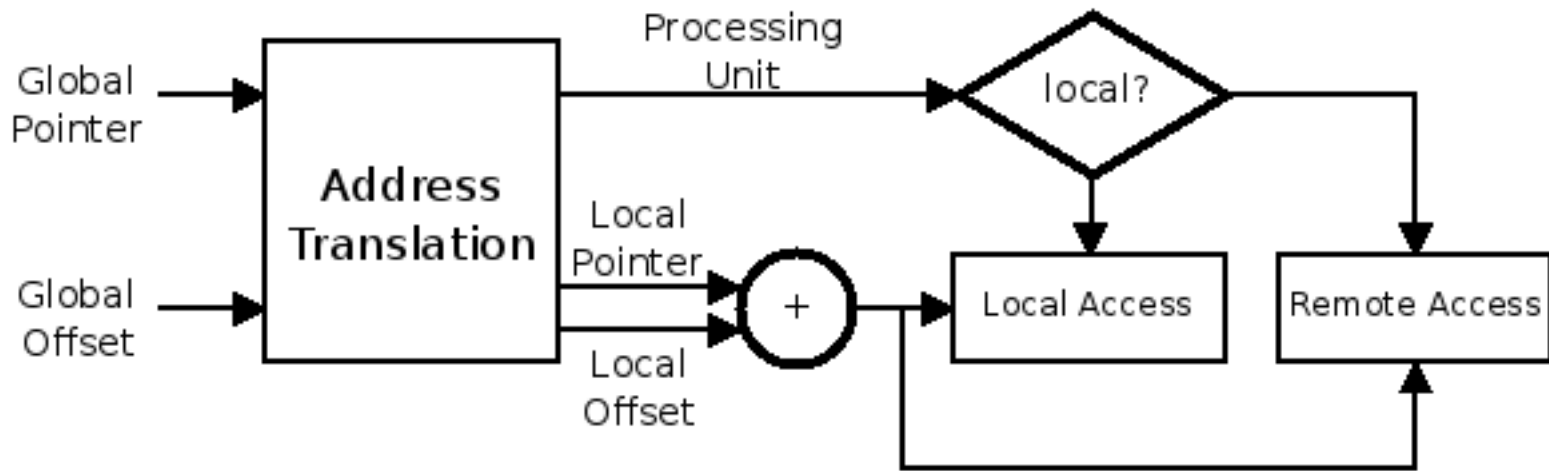 Global
Pointer
Global
Offset
Address
Translation
Processing
Unit
Local
Pointer
Local
Offset
+
local?
Local Access
Remote Access